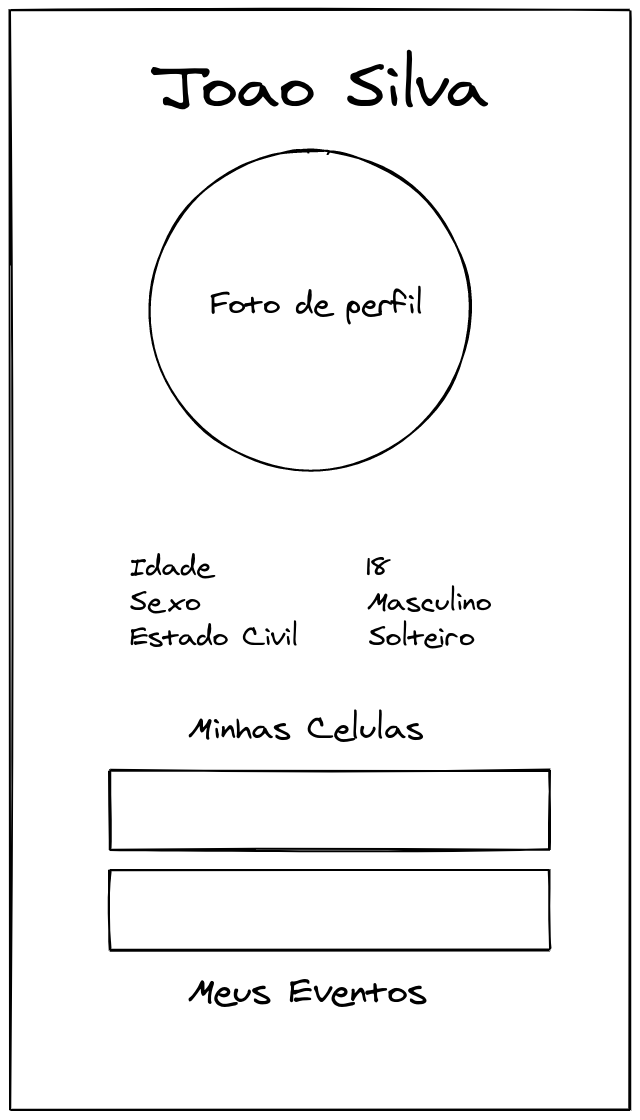 Joao Silva
Foto de perfil
Idade 18
Sexo Masculino
Estado Civil Solteiro
Minhas Celulas
Meus Eventos